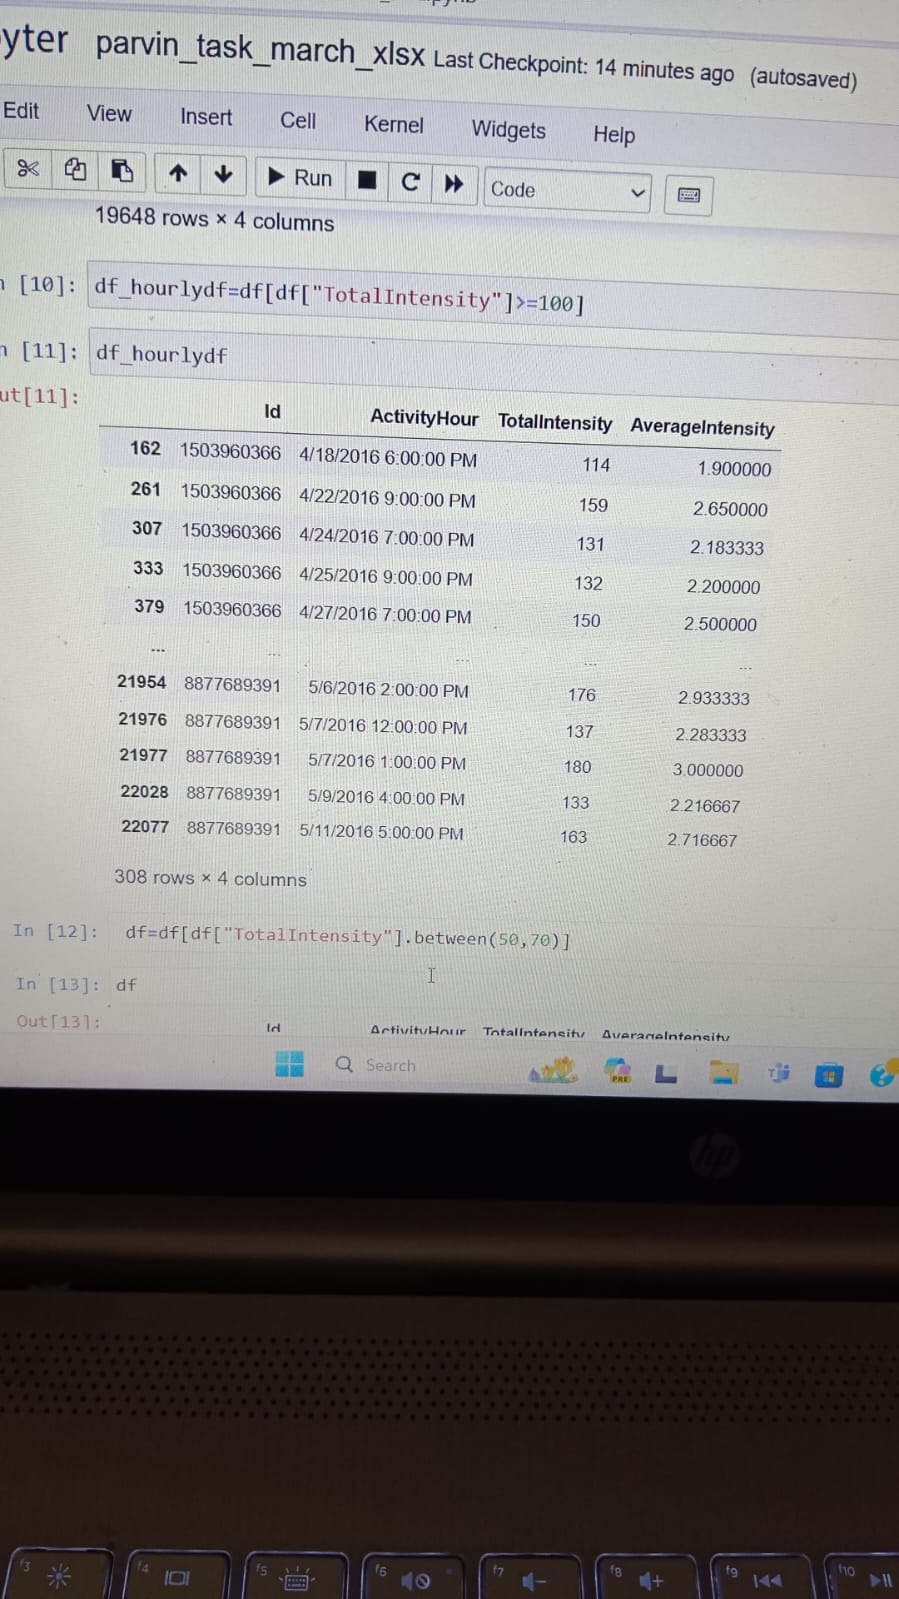 yter parvin_task_march_xlsx Last Checkpoint: 14 minutes ago (autosaved)
Edit View Insert Cell Kernel Widgets Help
Run Code
19648 rows × 4 columns
[10]: df_hourlydf=df[df["TotalIntensity"]>=100]
[11]: df_hourlydf
ut[11]:
Id ActivityHour TotalIntensity AverageIntensity
162 1503960366 4/18/2016 6:00:00 PM 114 1.900000
261 1503960366 4/22/2016 9:00:00 PM 159 2.650000
307 1503960366 4/24/2016 7:00:00 PM 131 2.183333
333 1503960366 4/25/2016 9:00:00 PM 132 2.200000
379 1503960366 4/27/2016 7:00:00 PM 150 2.500000
... ... ... ... ...
21954 8877689391 5/6/2016 2:00:00 PM 176 2.933333
21976 8877689391 5/7/2016 12:00:00 PM 137 2.283333
21977 8877689391 5/7/2016 1:00:00 PM 180 3.000000
22028 8877689391 5/9/2016 4:00:00 PM 133 2.216667
22077 8877689391 5/11/2016 5:00:00 PM 163 2.716667
308 rows × 4 columns
In [12]: df=df[df["TotalIntensity"].between(50,70)]
In [13]: df
Out[13]:
Id ActivityHour TotalIntensity AverageIntensity
Search
PRE
hp
f3 f4 f5 f6 f7 f8 f9 f10